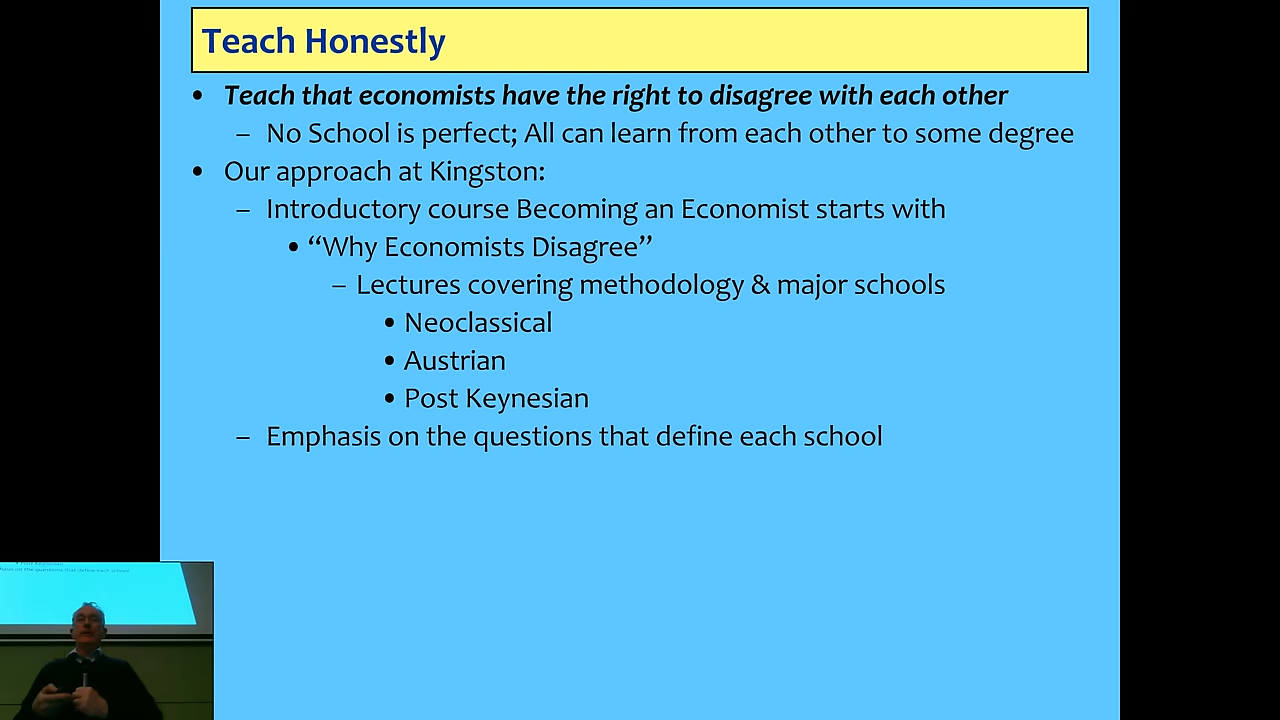 Teach Honestly
• Teach that economists have the right to disagree with each other
– No School is perfect; All can learn from each other to some degree
• Our approach at Kingston:
– Introductory course Becoming an Economist starts with
• “Why Economists Disagree”
– Lectures covering methodology & major schools
• Neoclassical
• Austrian
• Post Keynesian
– Emphasis on the questions that define each school